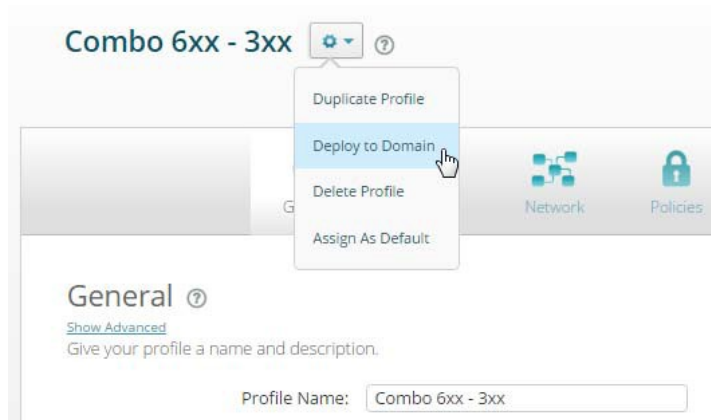 Combo 6xx - 3xx
Duplicate Profile
Deploy to Domain
Delete Profile
Assign As Default
G
Network
Policies
General
Show Advanced
Give your profile a name and description.
Profile Name: Combo 6xx - 3xx